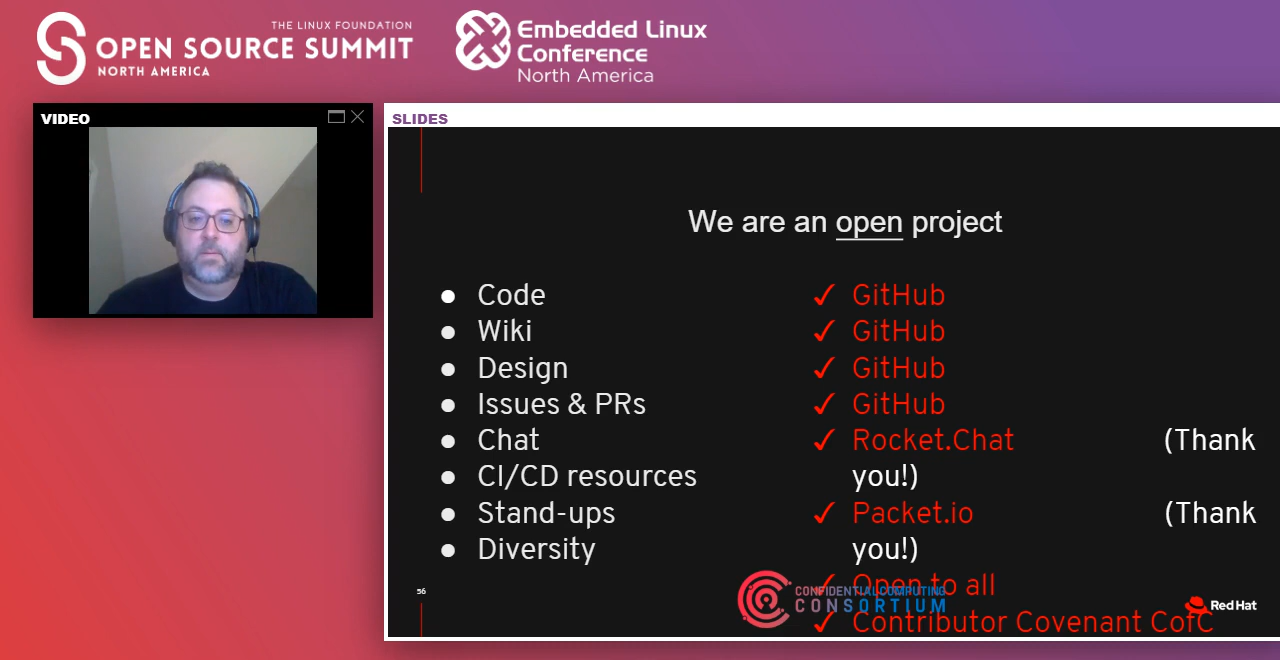 THE LINUX FOUNDATION
OPEN SOURCE SUMMIT
NORTH AMERICA
Embedded Linux
Conference
North America
VIDEO
SLIDES
We are an open project
● Code
● Wiki
● Design
● Issues & PRs
● Chat
● CI/CD resources
● Stand-ups
● Diversity
✓ GitHub
✓ GitHub
✓ GitHub
✓ GitHub
✓ Rocket.Chat (Thank
you!)
✓ Packet.io (Thank
you!)
✓ Open to all
✓ Contributor Covenant CofC
56
CONFIDENTIAL COMPUTING
CONSORTIUM
Red Hat